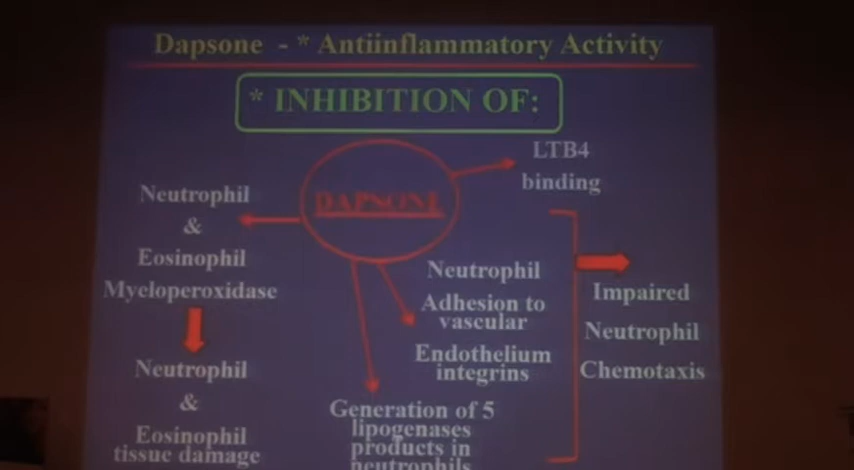 Dapsone - * Antiinflammatory Activity
* INHIBITION OF:
DAPSONE
LTB4
binding
Neutrophil
&
Eosinophil
Myeloperoxidase
Neutrophil
&
Eosinophil
tissue damage
Neutrophil
Adhesion to
vascular
Endothelium
integrins
Generation of 5
lipogenases
products in
neutrophils
Impaired
Neutrophil
Chemotaxis